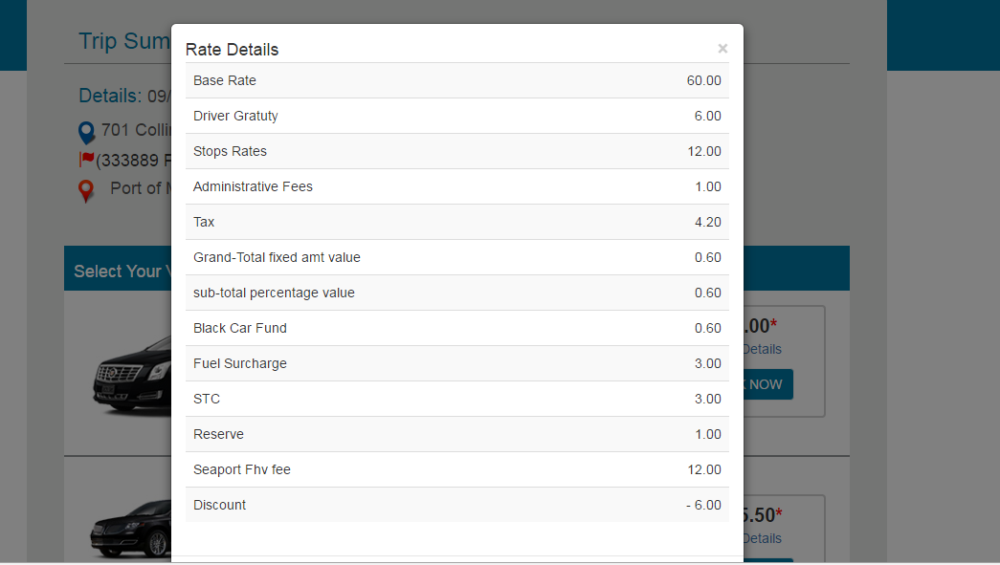 Trip Sum
Rate Details ×
Base Rate 60.00
Details: 09/
Driver Gratuty 6.00
701 Collin
Stops Rates 12.00
(333889 F
Administrative Fees 1.00
Port of M
Tax 4.20
Grand-Total fixed amt value 0.60
Select Your V
sub-total percentage value 0.60
Black Car Fund 0.60
.00*
Details
Fuel Surcharge 3.00
NOW
STC 3.00
Reserve 1.00
Seaport Fhv fee 12.00
Discount - 6.00
5.50*
Details